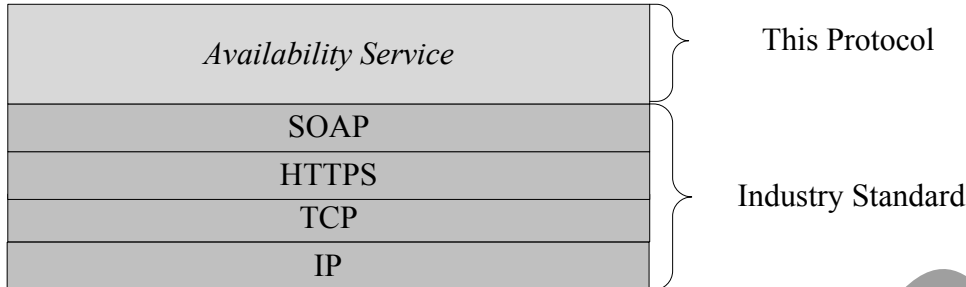 Availability Service
This Protocol
SOAP
HTTPS
TCP
IP
Industry Standard